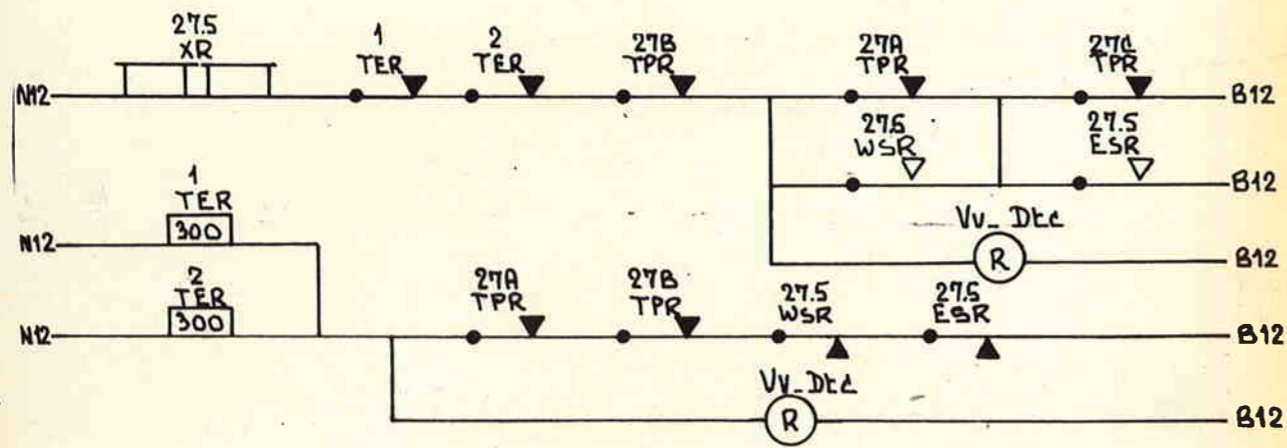 27.5
XR
1
TER
2
TER
27B
TPR
27A
TPR
27C
TPR
N12
B12
27.5
WSR
27.5
ESR
B12
1
TER
300
Vv_Dtc
N12
R
B12
2
TER
300
27A
TPR
27B
TPR
27.5
WSR
27.5
ESR
N12
B12
Vv_Dtc
R
B12